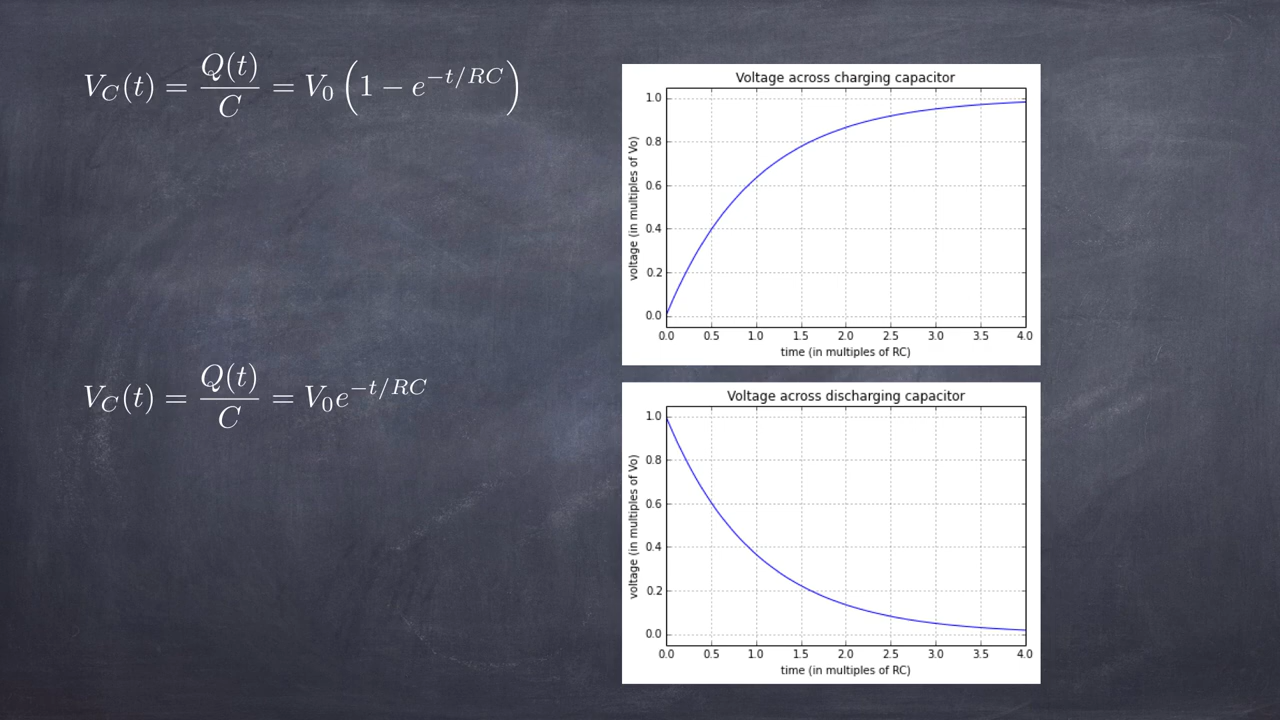 V_C(t) = Q(t)/C = V_0 (1 − e^{−t/RC})
Voltage across charging capacitor
voltage (in multiples of Vo)
1.0
0.8
0.6
0.4
0.2
0.0
0.0 0.5 1.0 1.5 2.0 2.5 3.0 3.5 4.0
time (in multiples of RC)
V_C(t) = Q(t)/C = V_0 e^{−t/RC}
Voltage across discharging capacitor
voltage (in multiples of Vo)
1.0
0.8
0.6
0.4
0.2
0.0
0.0 0.5 1.0 1.5 2.0 2.5 3.0 3.5 4.0
time (in multiples of RC)